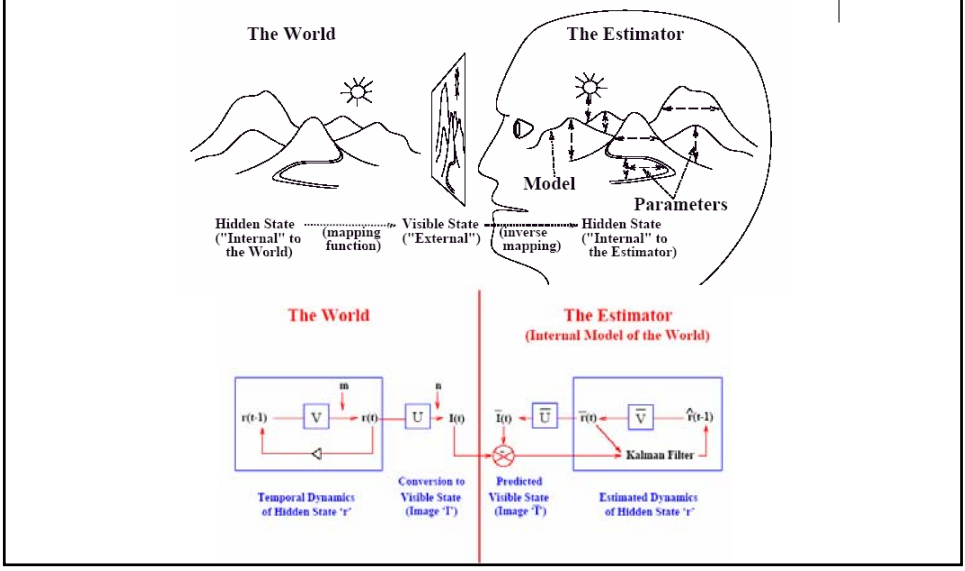 The World
The Estimator
Model
Parameters
Hidden State
("Internal" to
the World)
(mapping
function)
Visible State
("External")
(inverse
mapping)
Hidden State
("Internal" to
the Estimator)
The World
The Estimator
(Internal Model of the World)
m
n
r(t-1)
V
r(t)
U
I(t)
I̅(t)
U̅
r̅(t)
V̅
r̂(t-1)
Kalman Filter
Temporal Dynamics
of Hidden State 'r'
Conversion to
Visible State
(Image 'I')
Predicted
Visible State
(Image 'I̅')
Estimated Dynamics
of Hidden State 'r'